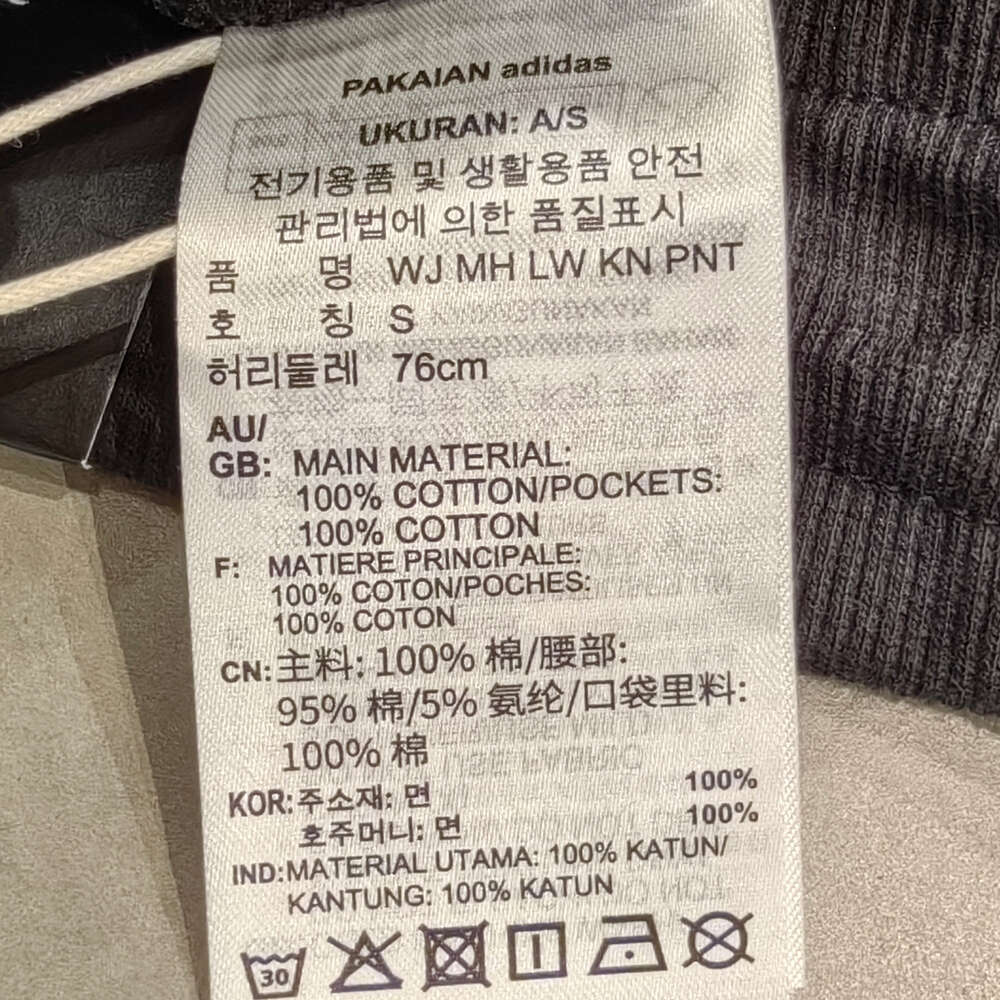 PAKAIAN adidas
UKURAN: A/S
전기용품 및 생활용품 안전
관리법에 의한 품질표시
품 명 WJ MH LW KN PNT
호 칭 S
허리둘레 76cm
AU/
GB: MAIN MATERIAL:
100% COTTON/POCKETS:
100% COTTON
F: MATIERE PRINCIPALE:
100% COTON/POCHES:
100% COTON
CN:主料: 100% 棉/腰部:
95% 棉/5% 氨纶/口袋里料:
100% 棉
KOR:주소재: 면 100%
호주머니: 면 100%
IND:MATERIAL UTAMA: 100% KATUN/
KANTUNG: 100% KATUN
30